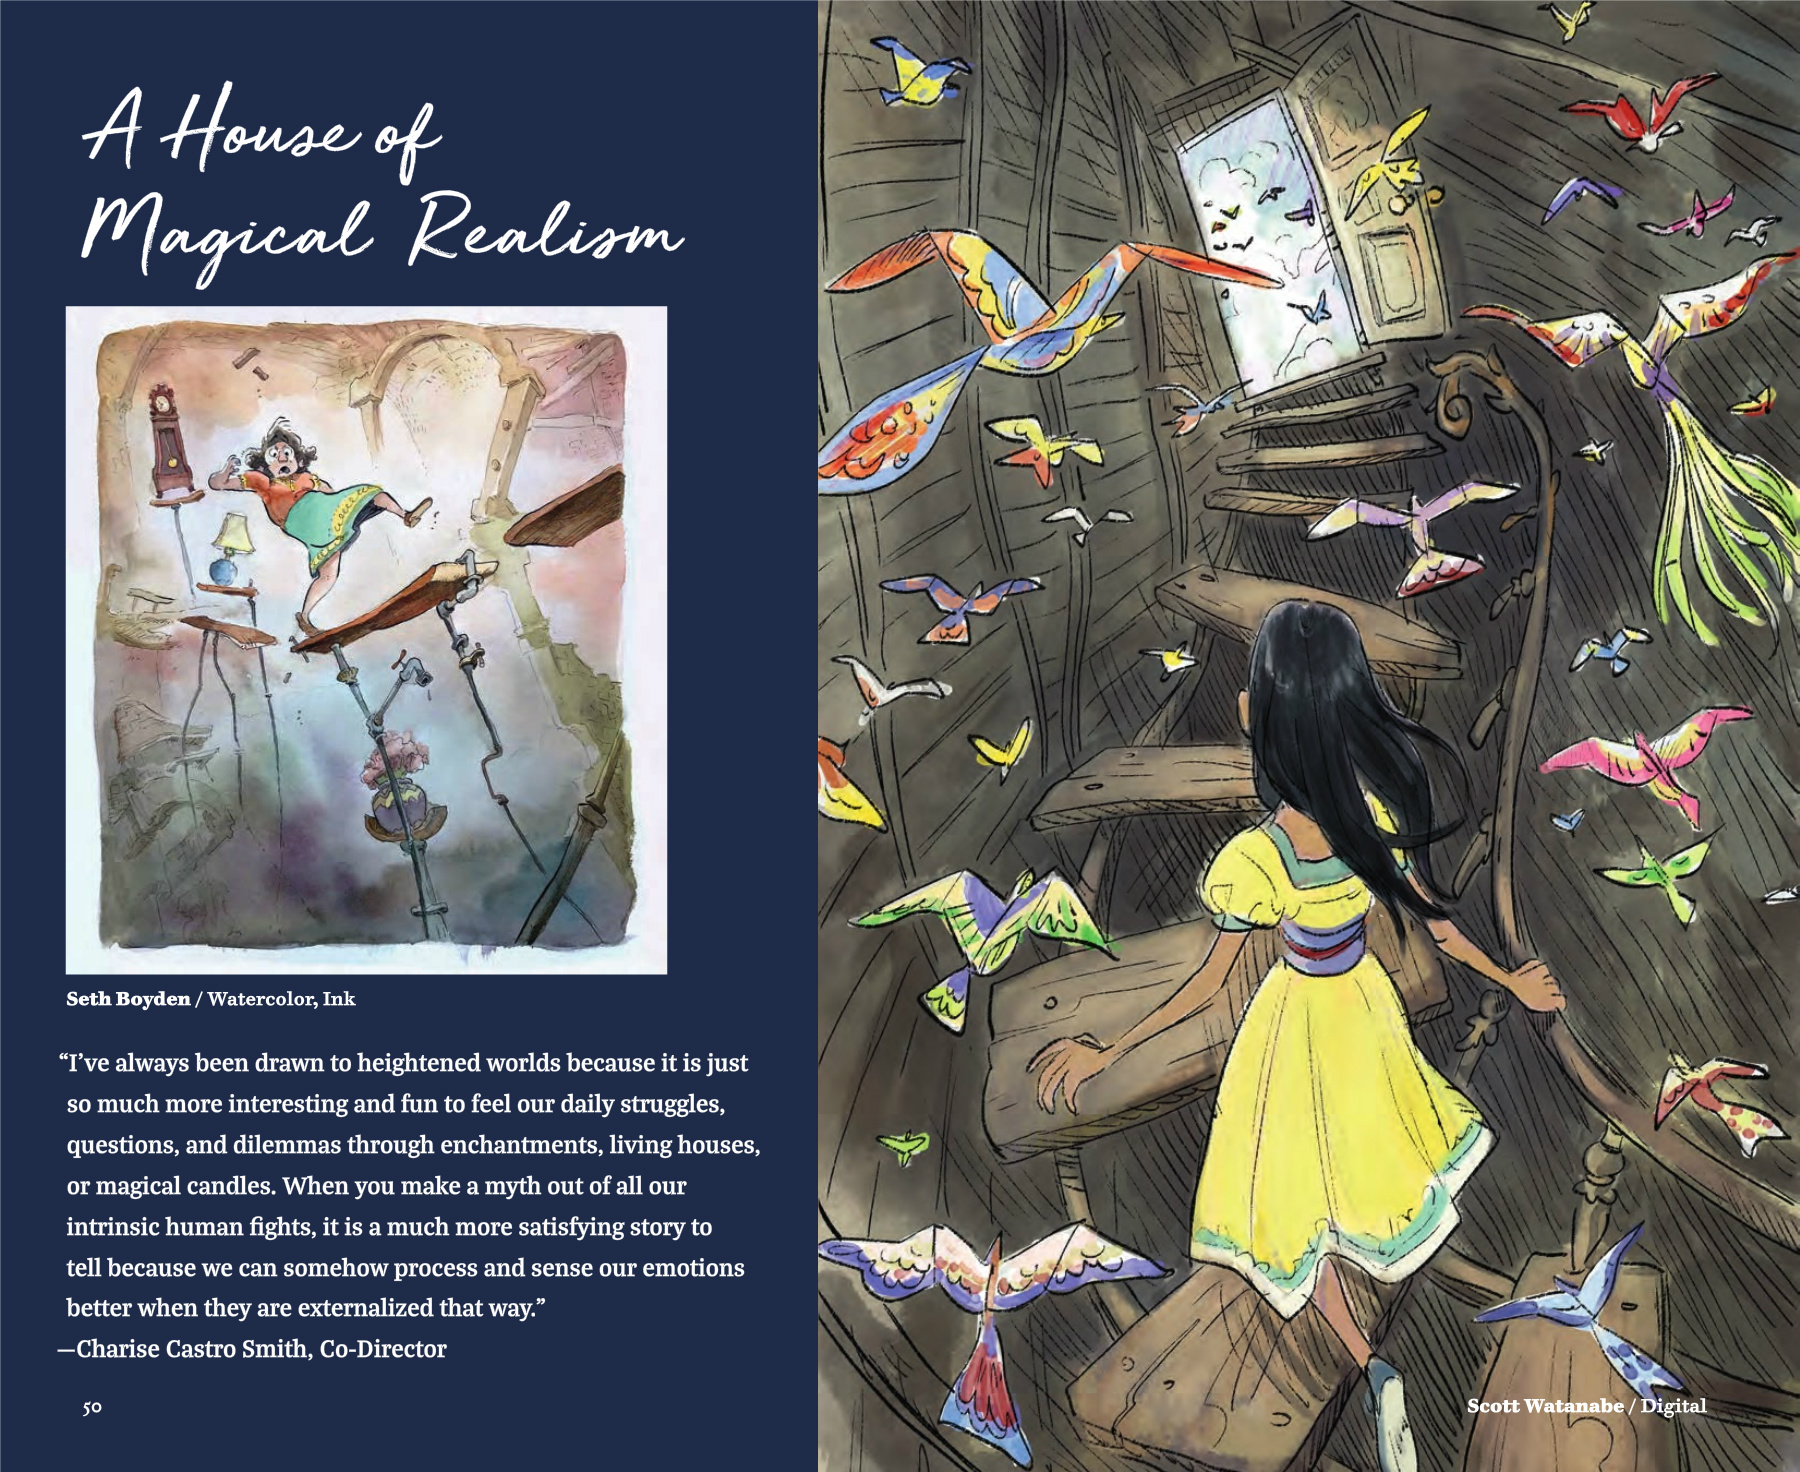 A House of
Magical Realism
Seth Boyden / Watercolor, Ink
“I’ve always been drawn to heightened worlds because it is just
so much more interesting and fun to feel our daily struggles,
questions, and dilemmas through enchantments, living houses,
or magical candles. When you make a myth out of all our
intrinsic human fights, it is a much more satisfying story to
tell because we can somehow process and sense our emotions
better when they are externalized that way.”
—Charise Castro Smith, Co-Director
50
Scott Watanabe / Digital